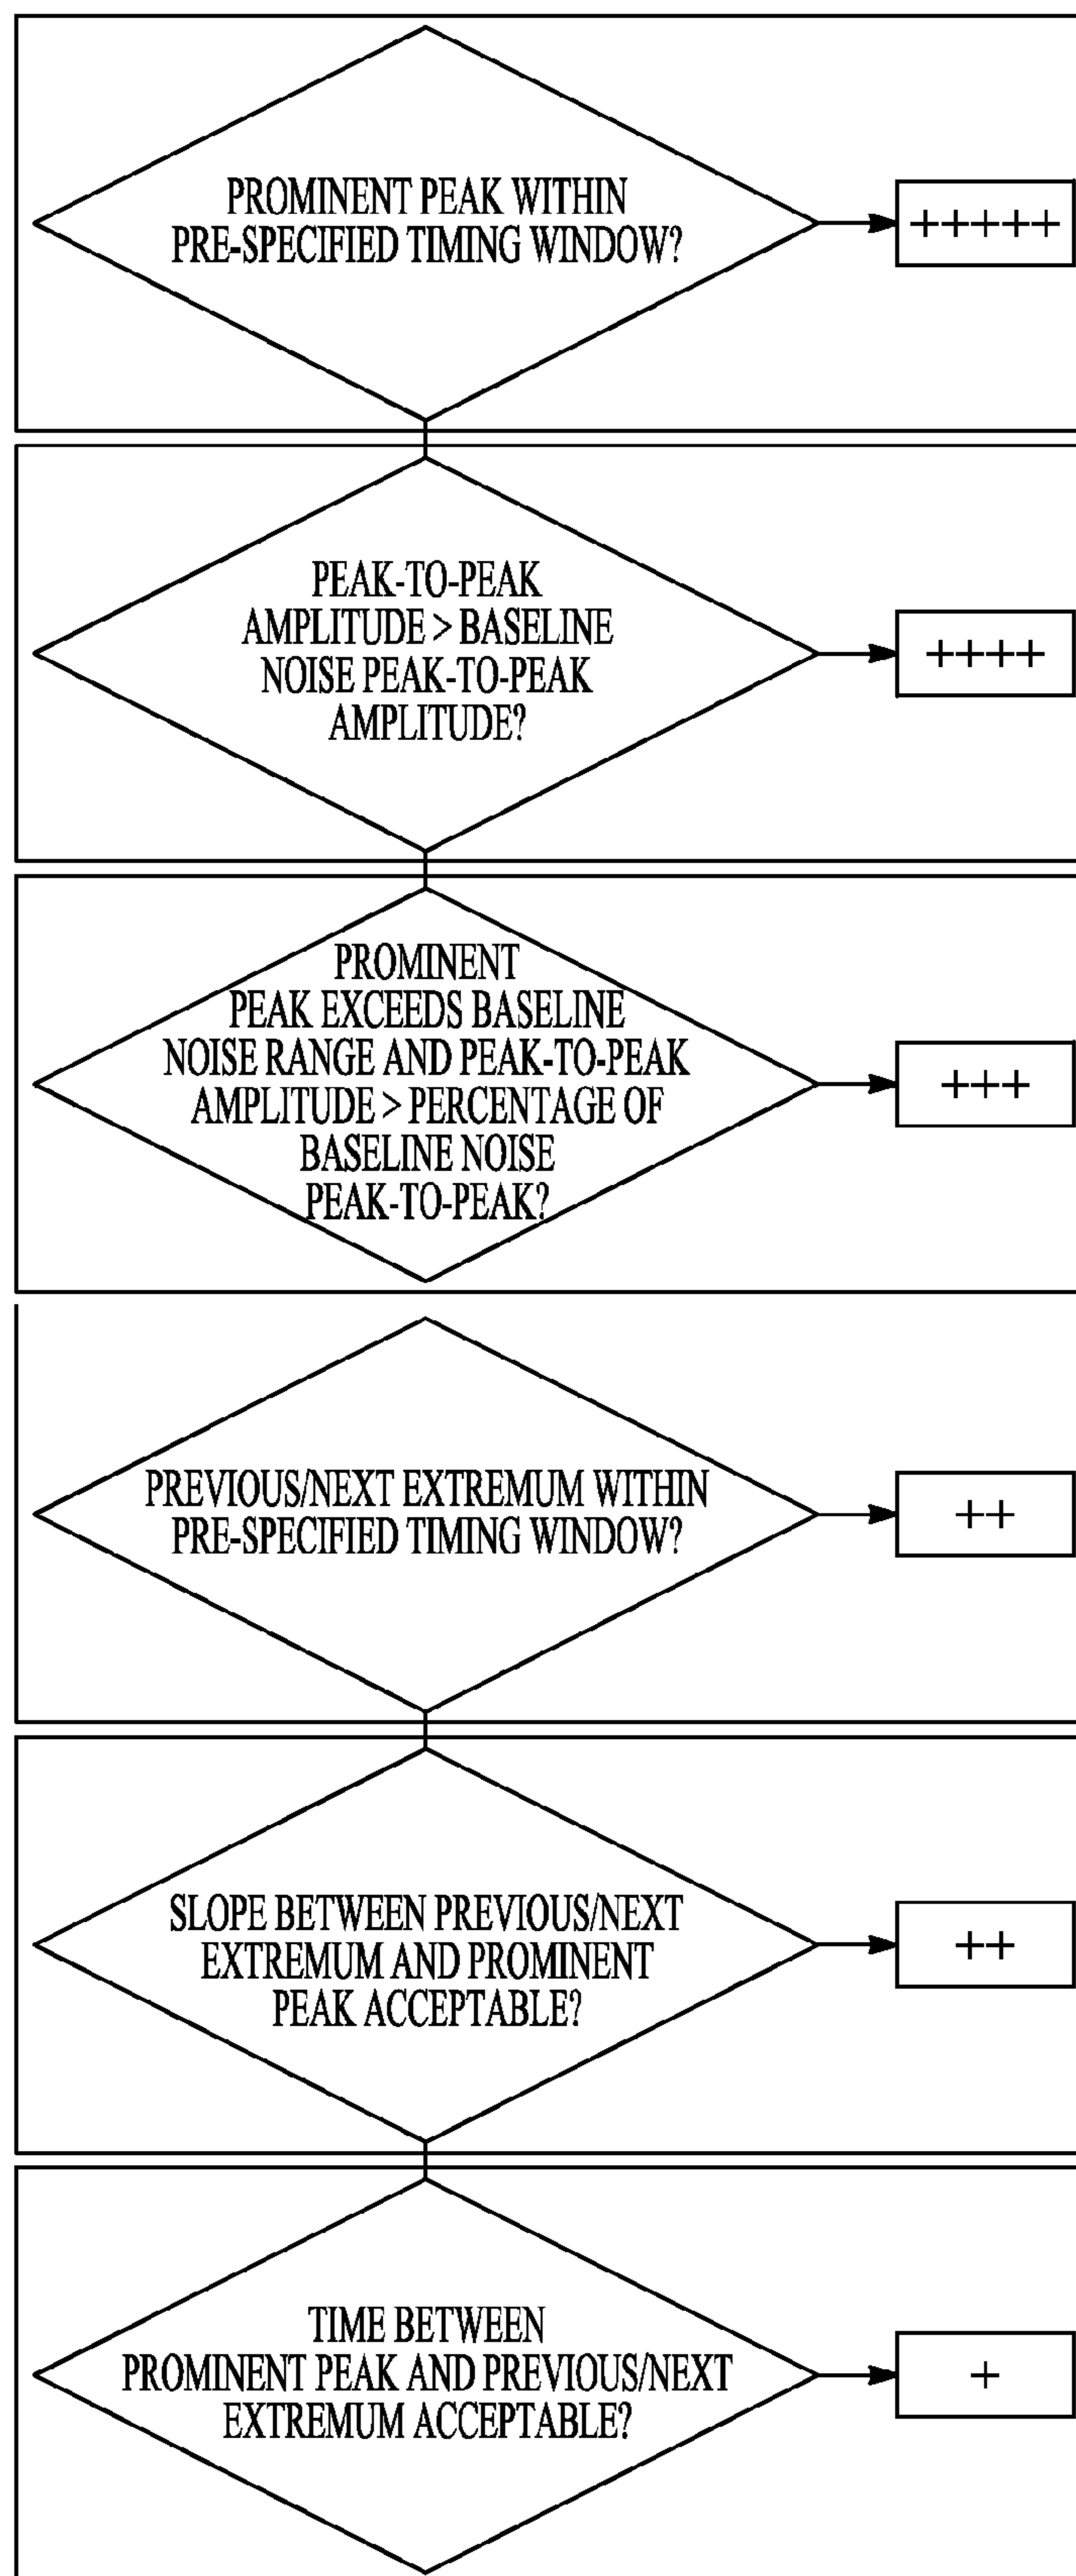 PROMINENT PEAK WITHIN
PRE-SPECIFIED TIMING WINDOW?
+++++
PEAK-TO-PEAK
AMPLITUDE > BASELINE
NOISE PEAK-TO-PEAK
AMPLITUDE?
++++
PROMINENT
PEAK EXCEEDS BASELINE
NOISE RANGE AND PEAK-TO-PEAK
AMPLITUDE > PERCENTAGE OF
BASELINE NOISE
PEAK-TO-PEAK?
+++
PREVIOUS/NEXT EXTREMUM WITHIN
PRE-SPECIFIED TIMING WINDOW?
++
SLOPE BETWEEN PREVIOUS/NEXT
EXTREMUM AND PROMINENT
PEAK ACCEPTABLE?
++
TIME BETWEEN
PROMINENT PEAK AND PREVIOUS/NEXT
EXTREMUM ACCEPTABLE?
+